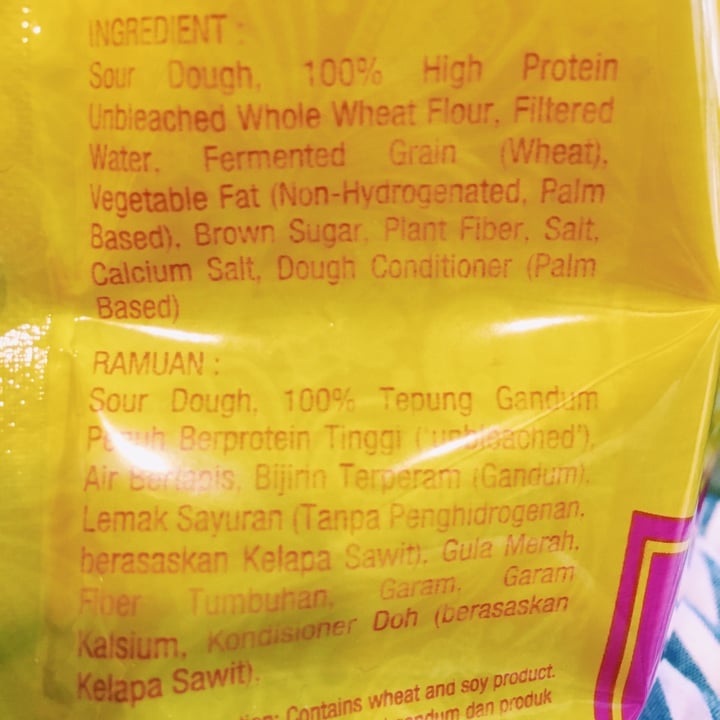 INGREDIENT :
Sour Dough, 100% High Protein
Unbleached Whole Wheat Flour, Filtered
Water, Fermented Grain (Wheat),
Vegetable Fat (Non-Hydrogenated, Palm
Based), Brown Sugar, Plant Fiber, Salt,
Calcium Salt, Dough Conditioner (Palm
Based)
RAMUAN :
Sour Dough, 100% Tepung Gandum
Penuh Berprotein Tinggi ('unbleached'),
Air Bertapis, Bijirin Terperam (Gandum),
Lemak Sayuran (Tanpa Penghidrogenan,
berasaskan Kelapa Sawit), Gula Merah,
Fiber Tumbuhan, Garam, Garam
Kalsium, Kondisioner Doh (berasaskan
Kelapa Sawit).
Contains wheat and soy product.
gandum dan produk